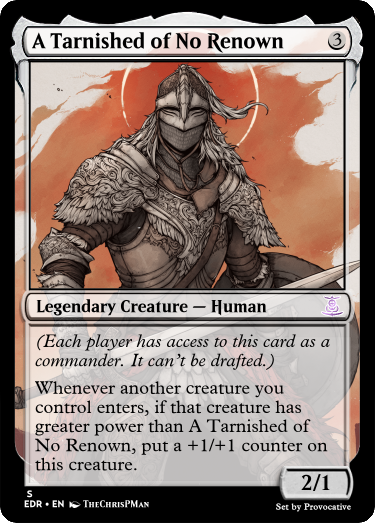 A Tarnished of No Renown 3
Legendary Creature — Human
(Each player has access to this card as a
commander. It can't be drafted.)
Whenever another creature you
control enters, if that creature has
greater power than A Tarnished of
No Renown, put a +1/+1 counter on
this creature.
2/1
S
EDR • EN TheChrisPMan
Set by Provocative